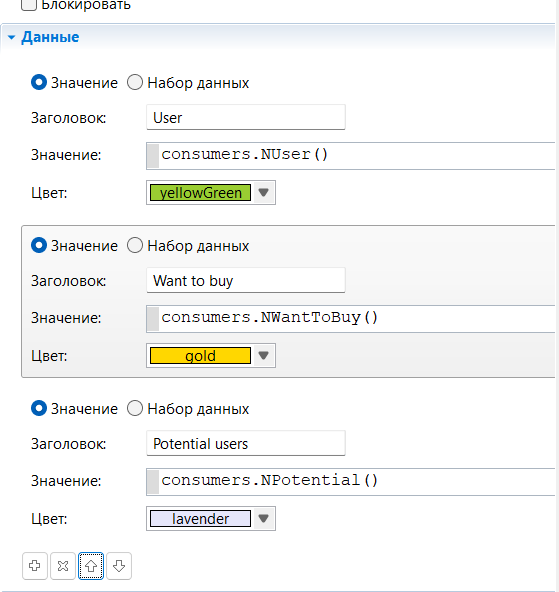 Блокировать
Данные
Значение Набор данных
Заголовок: User
Значение: consumers.NUser()
Цвет: yellowGreen
Значение Набор данных
Заголовок: Want to buy
Значение: consumers.NWantToBuy()
Цвет: gold
Значение Набор данных
Заголовок: Potential users
Значение: consumers.NPotential()
Цвет: lavender